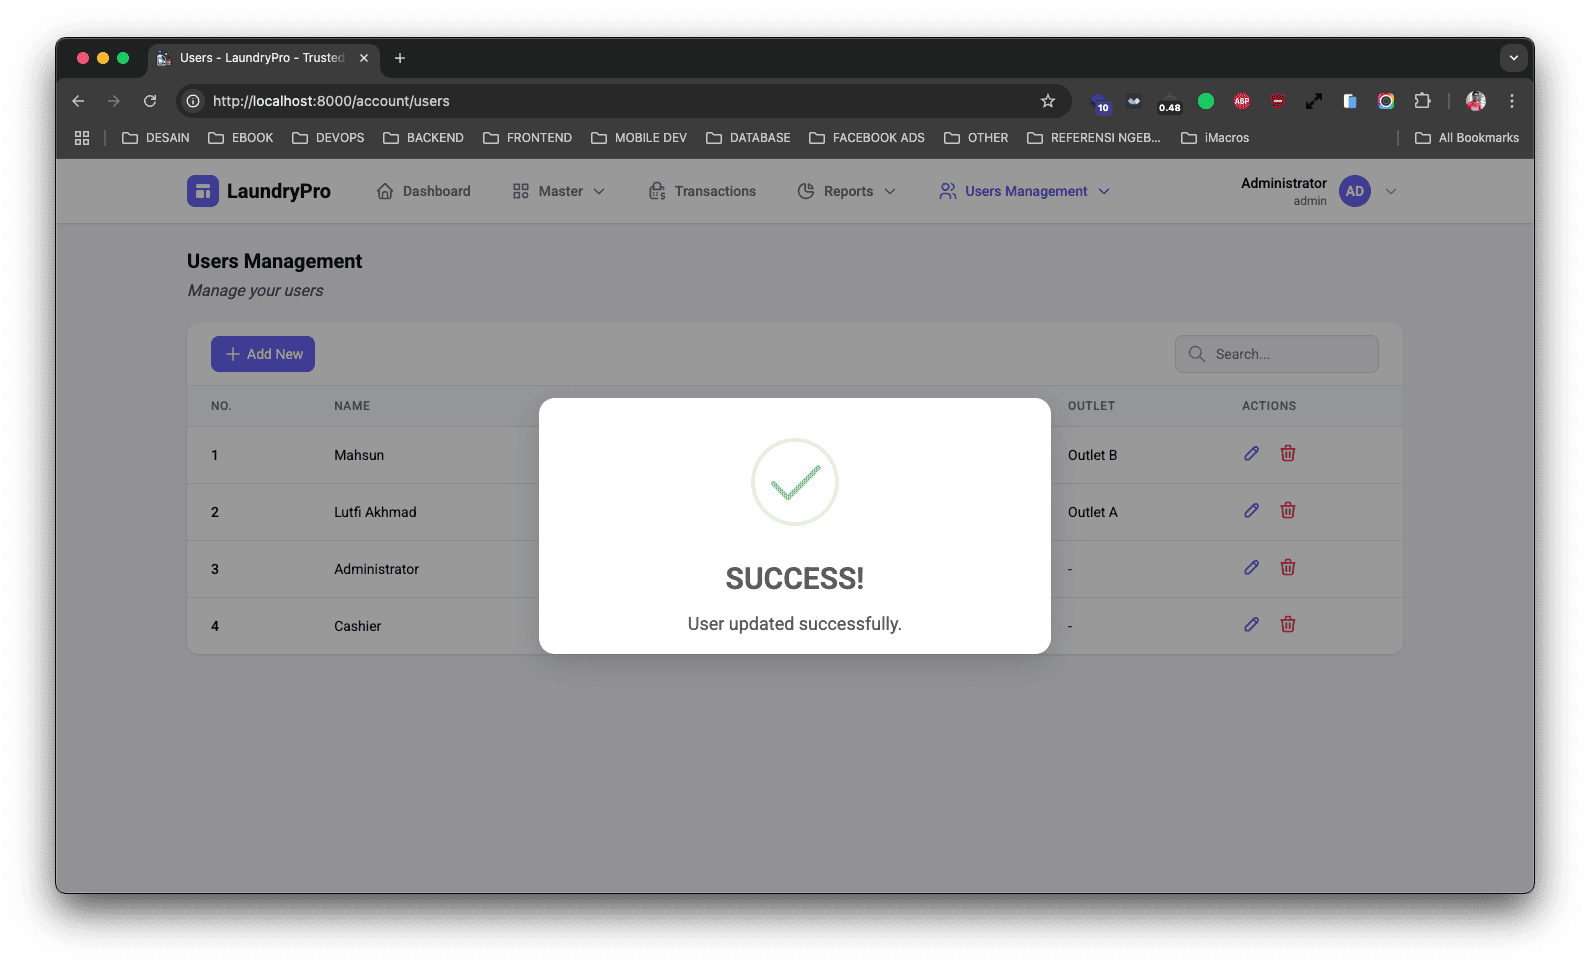 Users - LaundryPro - Trusted
http://localhost:8000/account/users
10
0.48
ABP
DESAIN
EBOOK
DEVOPS
BACKEND
FRONTEND
MOBILE DEV
DATABASE
FACEBOOK ADS
OTHER
REFERENSI NGEB...
iMacros
All Bookmarks
LaundryPro
Dashboard
Master
Transactions
Reports
Users Management
Administrator
admin
AD
Users Management
Manage your users
Add New
Search...
NO. NAME OUTLET ACTIONS
1 Mahsun Outlet B
2 Lutfi Akhmad Outlet A
3 Administrator -
4 Cashier -
SUCCESS!
User updated successfully.